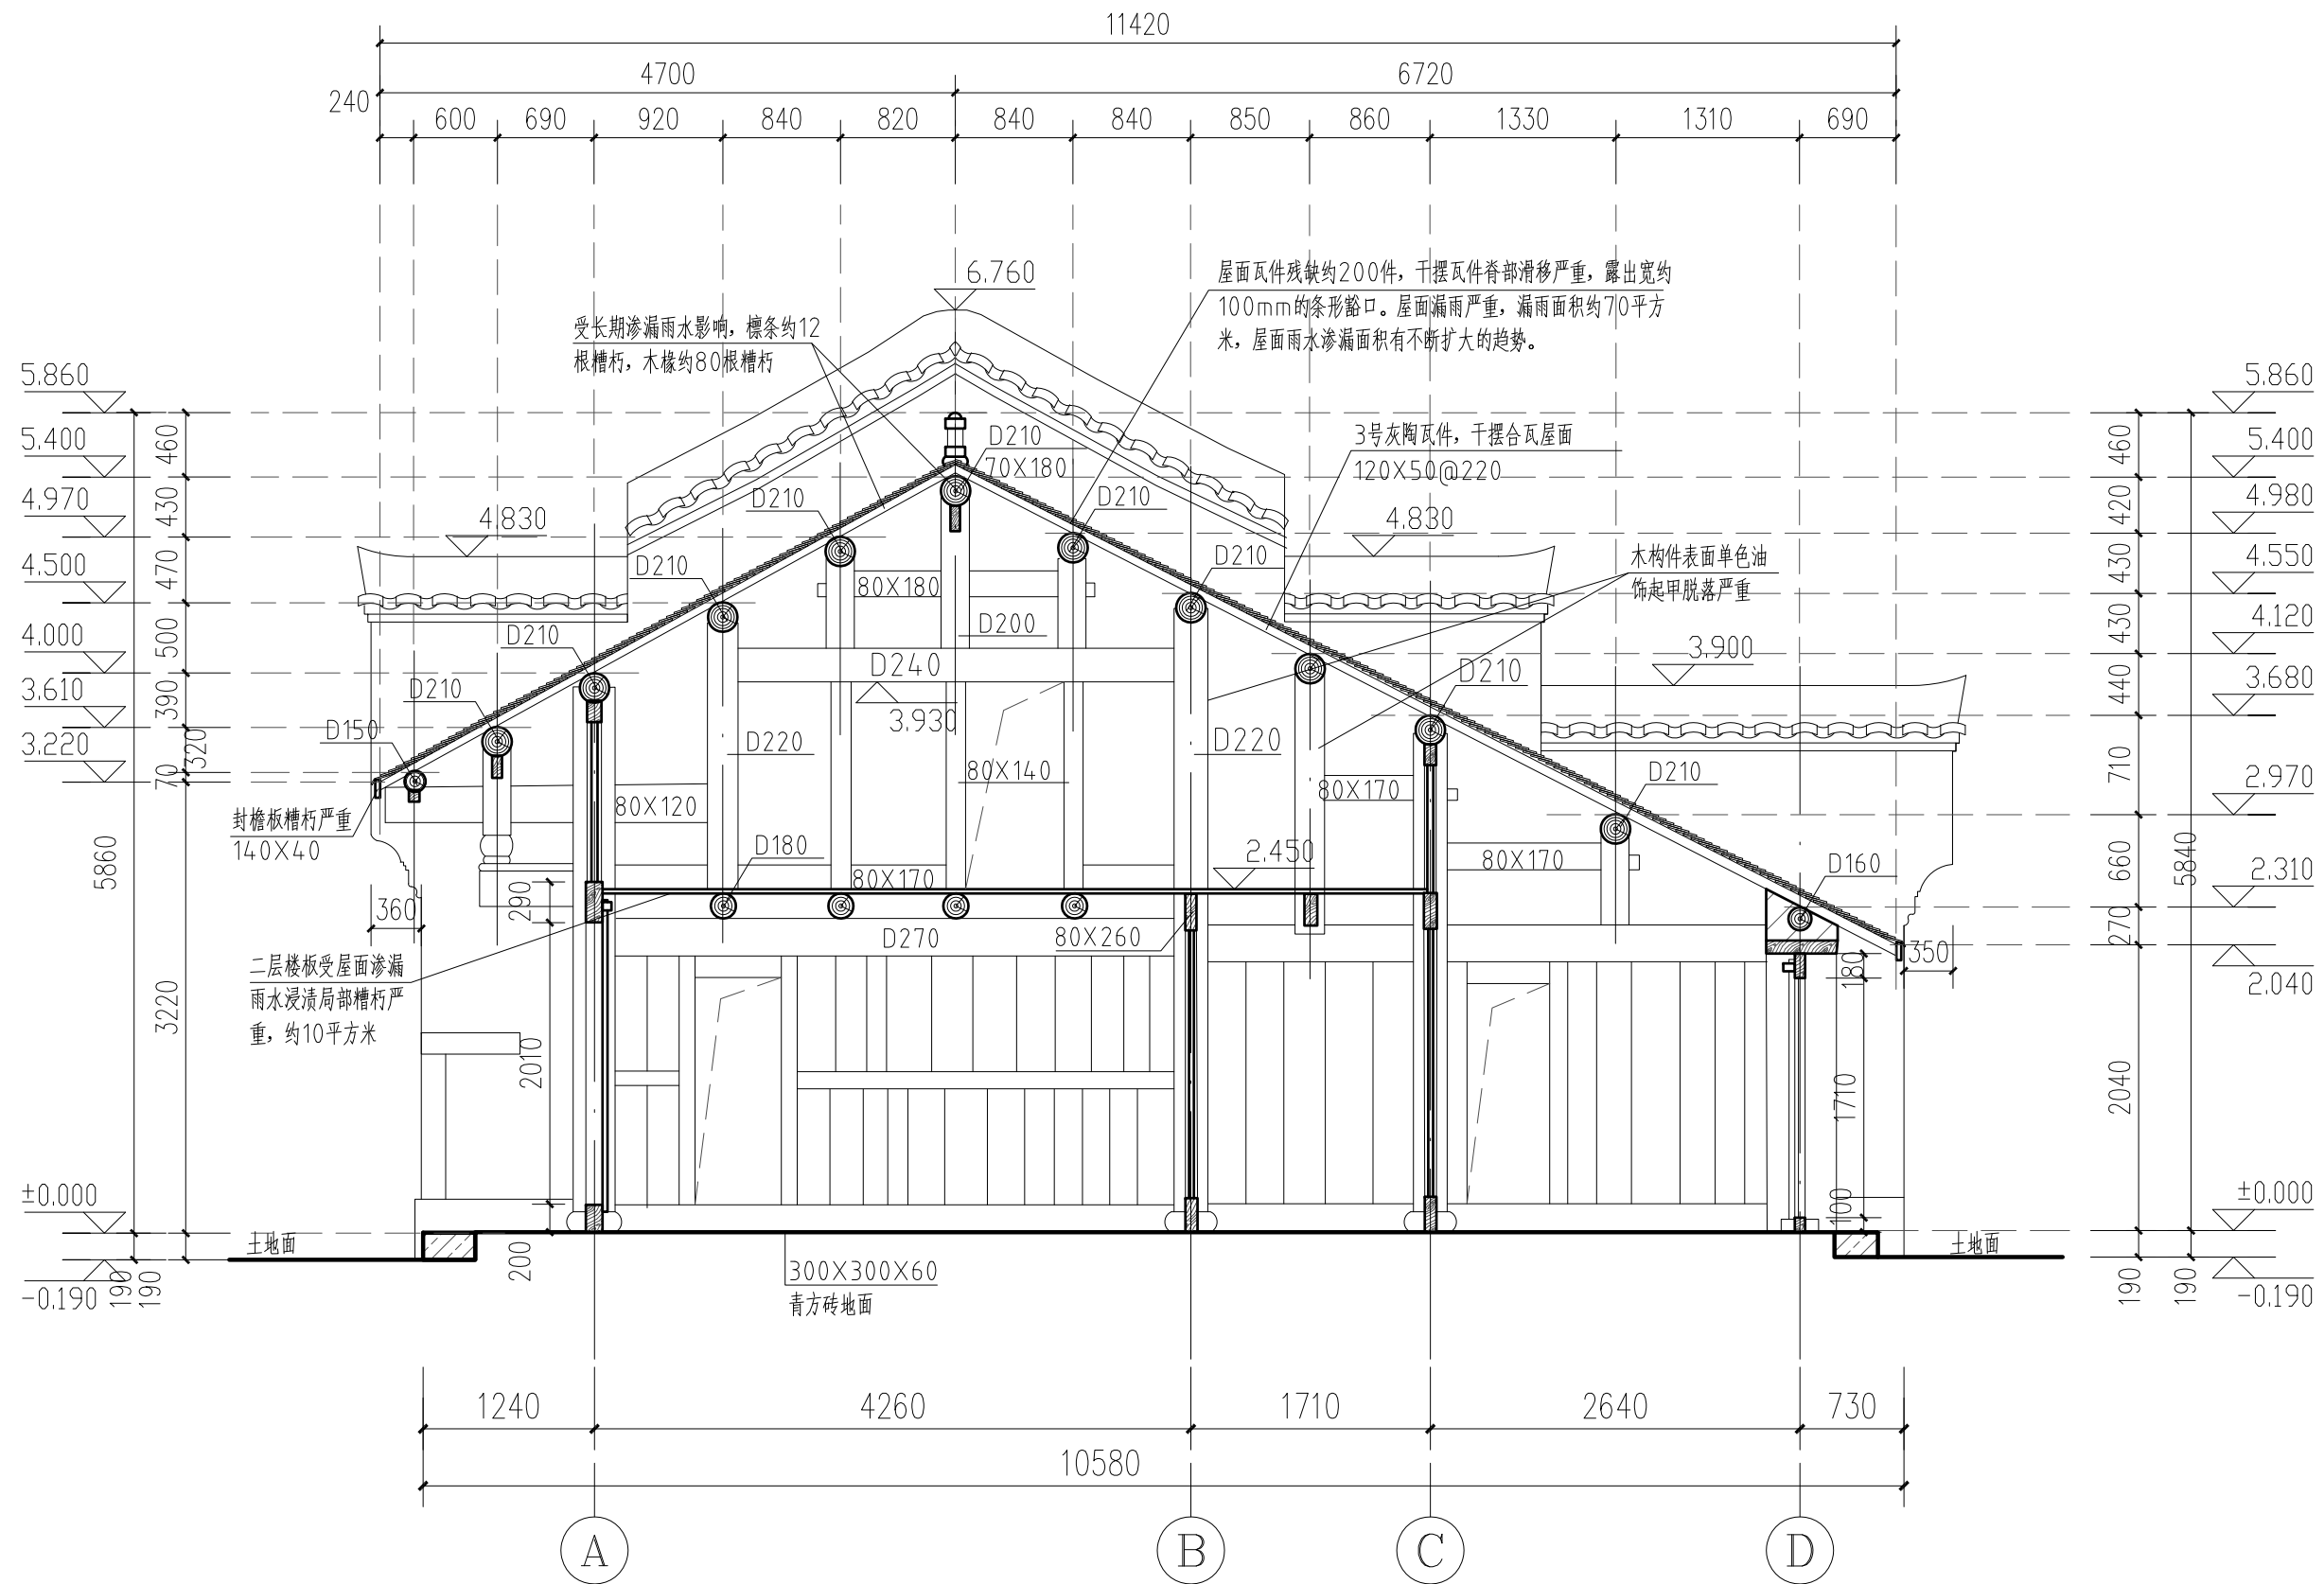 11420
4700
6720
240
600
690
920
840
820
840
840
850
860
1330
1310
690
6.760
屋面瓦件残缺约200件，干摆瓦件脊部滑移严重，露出宽约
100mm的条形豁口。屋面漏雨严重，漏雨面积约70平方
米，屋面雨水渗漏面积有不断扩大的趋势。
受长期渗漏雨水影响，檩条约12
根糟朽，木椽约80根糟朽
5.860
5.400
4.970
4.500
4.000
3.610
3.220
460
430
470
500
390
320
70
5860
3220
4.830
4.830
3.900
3号灰陶瓦件，干摆合瓦屋面
120X50@220
木构件表面单色油
饰起甲脱落严重
D210
70X180
D210
D210
D210
D210
D210
D210
D150
80X180
D200
D240
3.930
D210
D220
D220
80X140
80X120
80X170
D210
80X170
D160
封檐板糟朽严重
140X40
360
D180
80X170
2.450
290
D270
80X260
二层楼板受屋面渗漏
雨水浸渍局部糟朽严
重，约10平方米
2010
200
350
180
1710
100
5.860
5.400
4.980
4.550
4.120
3.680
2.970
2.310
2.040
460
420
430
430
440
710
660
270
2040
5840
±0.000
土地面
-0.190
190
190
300X300X60
青方砖地面
±0.000
土地面
-0.190
190
190
1240
4260
1710
2640
730
10580
A
B
C
D